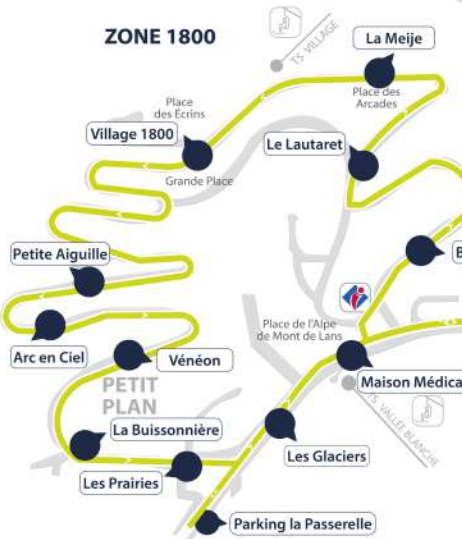 ZONE 1800
TS VILLAGE
La Meije
Place des
Arcades
Place
des Écrins
Village 1800
Grande Place
Le Lautaret
Petite Aiguille
B
Arc en Ciel
Vénéon
Place de l'Alpe
de Mont de Lans
PETIT
PLAN
Maison Médica
TS VALLÉE BLANCHE
La Buissonnière
Les Glaciers
Les Prairies
Parking la Passerelle